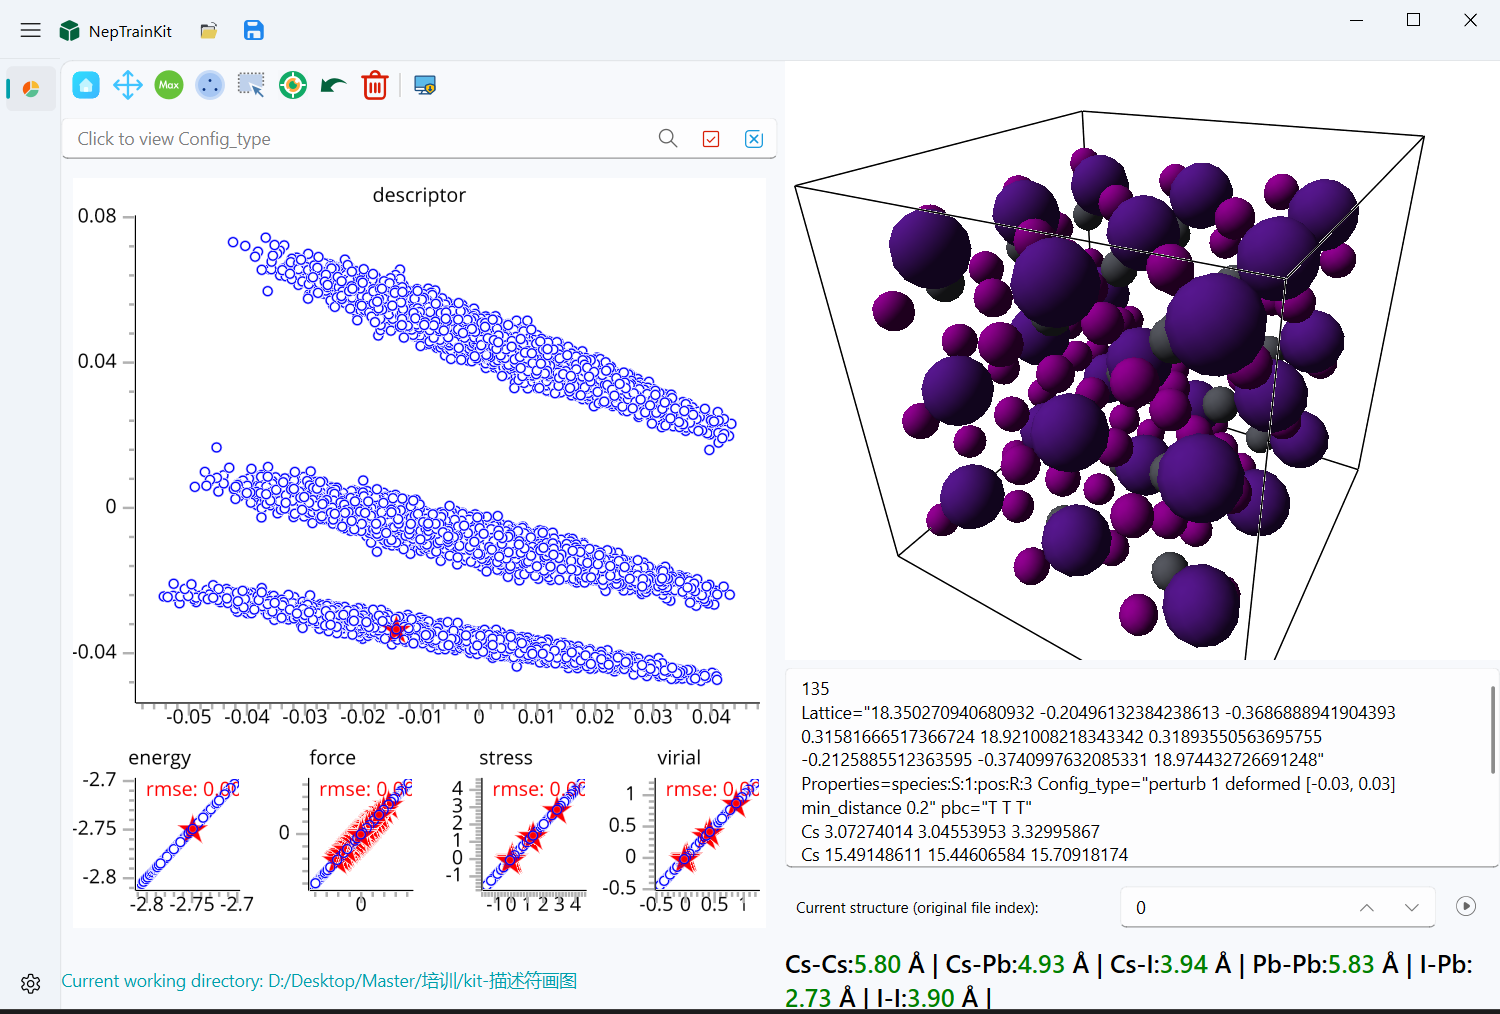 NepTrainKit
Max
Click to view Config_type
descriptor
0.08
0.04
0
-0.04
-0.05 -0.04 -0.03 -0.02 -0.01 0 0.01 0.02 0.03 0.04
energy
rmse: 0.00
-2.7
-2.75
-2.8
-2.8 -2.75 -2.7
force
rmse: 0.00
0
0
stress
rmse: 0.00
4
3
2
1
0
-1
-1 0 1 2 3 4
virial
rmse: 0.00
1
0.5
0
-0.5
-0.5 0 0.5 1
Current working directory: D:/Desktop/Master/培训/kit-描述符画图
135
Lattice="18.350270940680932 -0.20496132384238613 -0.3686888941904393
0.31581666517366724 18.921008218343342 0.31893550563695755
-0.2125885512363595 -0.3740997632085331 18.974432726691248"
Properties=species:S:1:pos:R:3 Config_type="perturb 1 deformed [-0.03, 0.03]
min_distance 0.2" pbc="T T T"
Cs 3.07274014 3.04553953 3.32995867
Cs 15.49148611 15.44606584 15.70918174
Current structure (original file index):
0
Cs-Cs:5.80 Å | Cs-Pb:4.93 Å | Cs-I:3.94 Å | Pb-Pb:5.83 Å | I-Pb:
2.73 Å | I-I:3.90 Å |